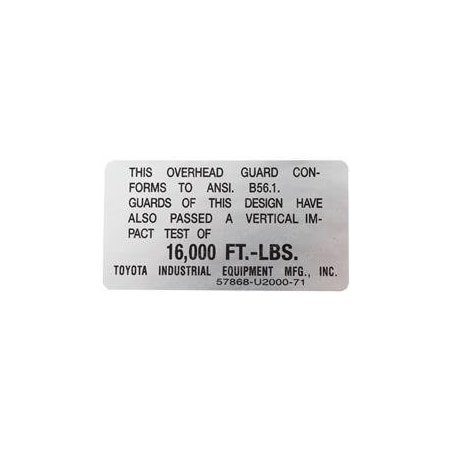 THIS OVERHEAD GUARD CON-
FORMS TO ANSI. B56.1.
GUARDS OF THIS DESIGN HAVE
ALSO PASSED A VERTICAL IM-
PACT TEST OF
16,000 FT.-LBS.
TOYOTA INDUSTRIAL EQUIPMENT MFG., INC.
57868-U2000-71